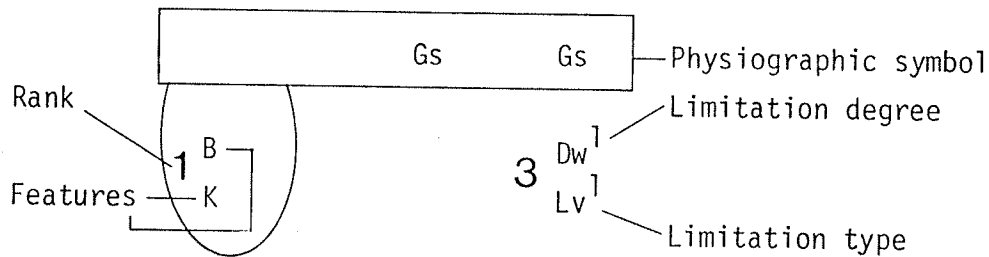 Gs Gs Physiographic symbol
Rank
Limitation degree
1 B
3 Dw1
Features K
Lv1
Limitation type